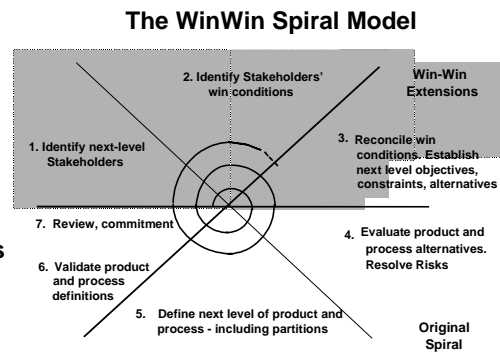 The WinWin Spiral Model
2. Identify Stakeholders'
win conditions
Win-Win
Extensions
1. Identify next-level
Stakeholders
3. Reconcile win
conditions. Establish
next level objectives,
constraints, alternatives
7. Review, commitment
4. Evaluate product and
process alternatives.
Resolve Risks
s
6. Validate product
and process
definitions
5. Define next level of product and
process - including partitions
Original
Spiral